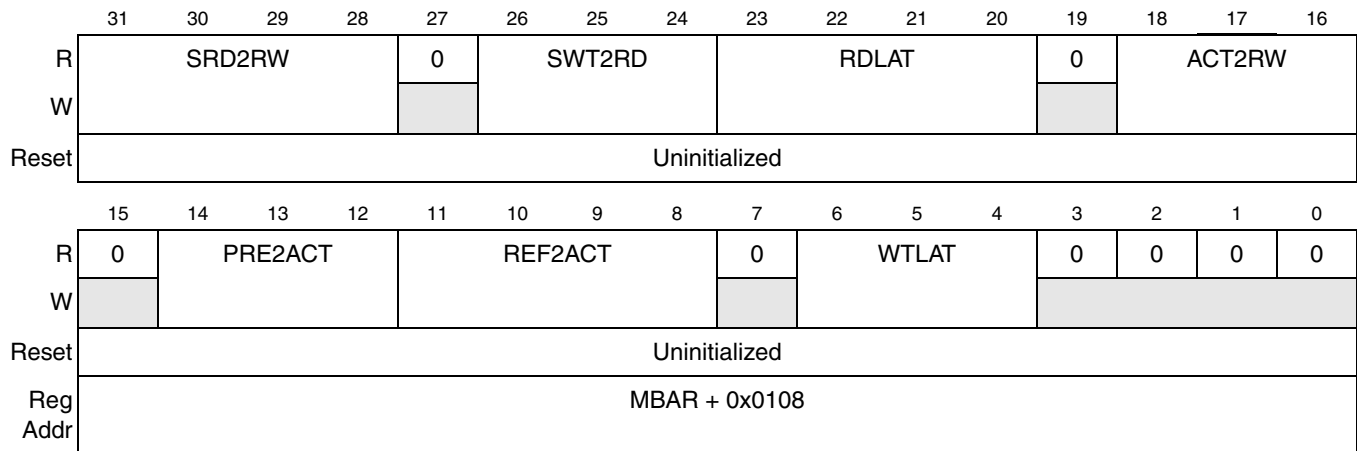 31 30 29 28 27 26 25 24 23 22 21 20 19 18 17 16
R SRD2RW 0 SWT2RD RDLAT 0 ACT2RW
W
Reset Uninitialized
15 14 13 12 11 10 9 8 7 6 5 4 3 2 1 0
R 0 PRE2ACT REF2ACT 0 WTLAT 0 0 0 0
W
Reset Uninitialized
Reg MBAR + 0x0108
Addr